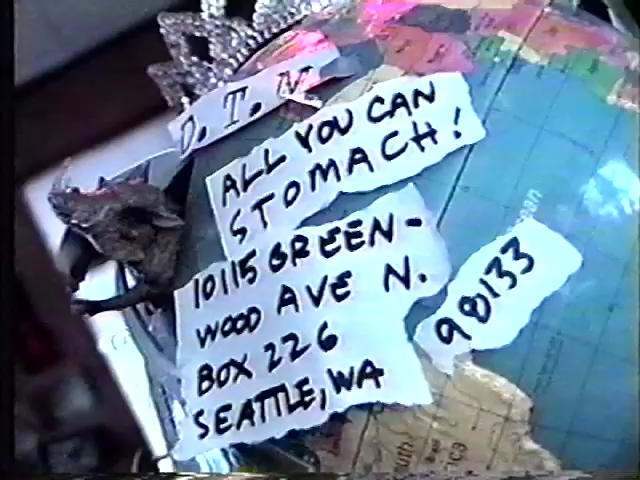 D. T. M.
ALL YOU CAN
STOMACH!
10115 GREEN-
WOOD AVE N.
BOX 226
SEATTLE, WA
98133